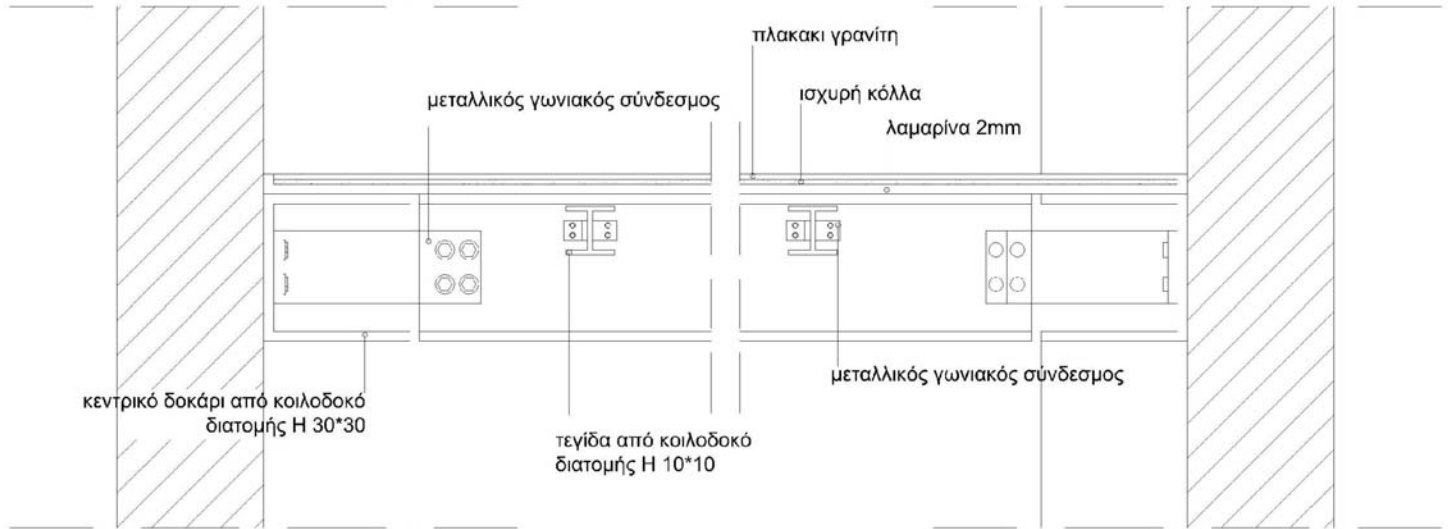 πλακακι γρανίτη
μεταλλικός γωνιακός σύνδεσμος
ισχυρή κόλλα
λαμαρίνα 2mm
μεταλλικός γωνιακός σύνδεσμος
κεντρικό δοκάρι από κοιλοδοκό
διατομής Η 30*30
τεγίδα από κοιλοδοκό
διατομής Η 10*10